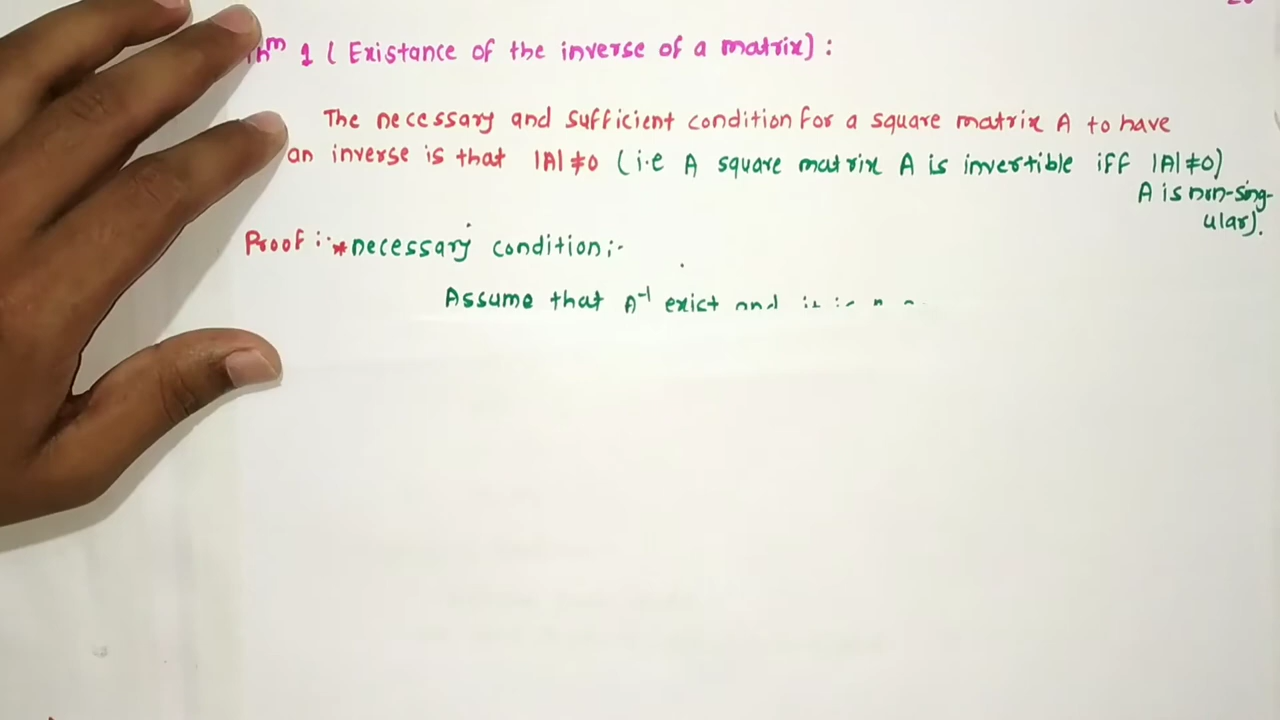 hm 1 ( Existance of the inverse of a matrix) :
The necessary and sufficient condition for a square matrix A to have
an inverse is that |A| ≠ 0 ( i.e A square matrix A is invertible iff |A| ≠ 0)
A is non-sing-
ular).
Proof :- * necessary condition :-
Assume that A⁻¹ exict and